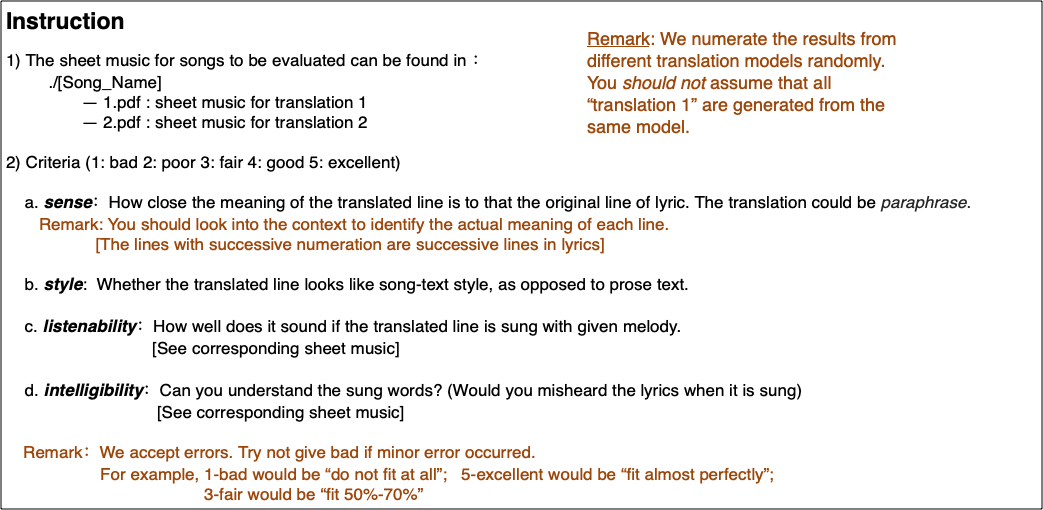 Instruction
Remark: We numerate the results from
different translation models randomly.
You should not assume that all
“translation 1” are generated from the
same model.
1) The sheet music for songs to be evaluated can be found in：
./[Song_Name]
— 1.pdf : sheet music for translation 1
— 2.pdf : sheet music for translation 2
2) Criteria (1: bad 2: poor 3: fair 4: good 5: excellent)
a. sense： How close the meaning of the translated line is to that the original line of lyric. The translation could be paraphrase.
Remark: You should look into the context to identify the actual meaning of each line.
[The lines with successive numeration are successive lines in lyrics]
b. style: Whether the translated line looks like song-text style, as opposed to prose text.
c. listenability： How well does it sound if the translated line is sung with given melody.
[See corresponding sheet music]
d. intelligibility： Can you understand the sung words? (Would you misheard the lyrics when it is sung)
[See corresponding sheet music]
Remark： We accept errors. Try not give bad if minor error occurred.
For example, 1-bad would be “do not fit at all”; 5-excellent would be “fit almost perfectly”;
3-fair would be “fit 50%-70%”